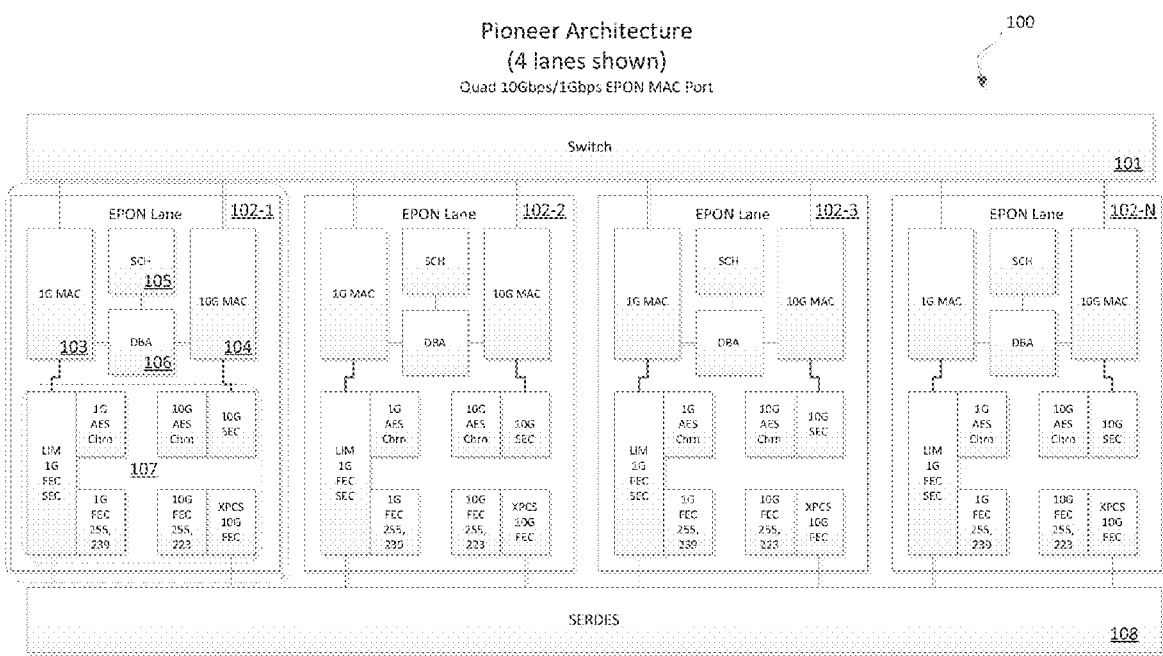 Pioneer Architecture
(4 lanes shown)
Quad 10Gbps/1Gbps EPON MAC Port
100
Switch
101
EPON Lane
102-1
1G MAC
103
SCH
105
DBA
106
10G MAC
104
LIM
1G
FEC
SEC
1G
AES
Chrn
10G
AES
Chrn
10G
SEC
107
1G
FEC
255,
239
10G
FEC
255,
223
XPCS
10G
FEC
EPON Lane
102-2
1G MAC
SCH
DBA
10G MAC
LIM
1G
FEC
SEC
1G
AES
Chrn
10G
AES
Chrn
10G
SEC
1G
FEC
255,
239
10G
FEC
255,
223
XPCS
10G
FEC
EPON Lane
102-3
1G MAC
SCH
DBA
10G MAC
LIM
1G
FEC
SEC
1G
AES
Chrn
10G
AES
Chrn
10G
SEC
1G
FEC
255,
239
10G
FEC
255,
223
XPCS
10G
FEC
EPON Lane
102-N
1G MAC
SCH
DBA
10G MAC
LIM
1G
FEC
SEC
1G
AES
Chrn
10G
AES
Chrn
10G
SEC
1G
FEC
255,
239
10G
FEC
255,
223
XPCS
10G
FEC
SERDES
108